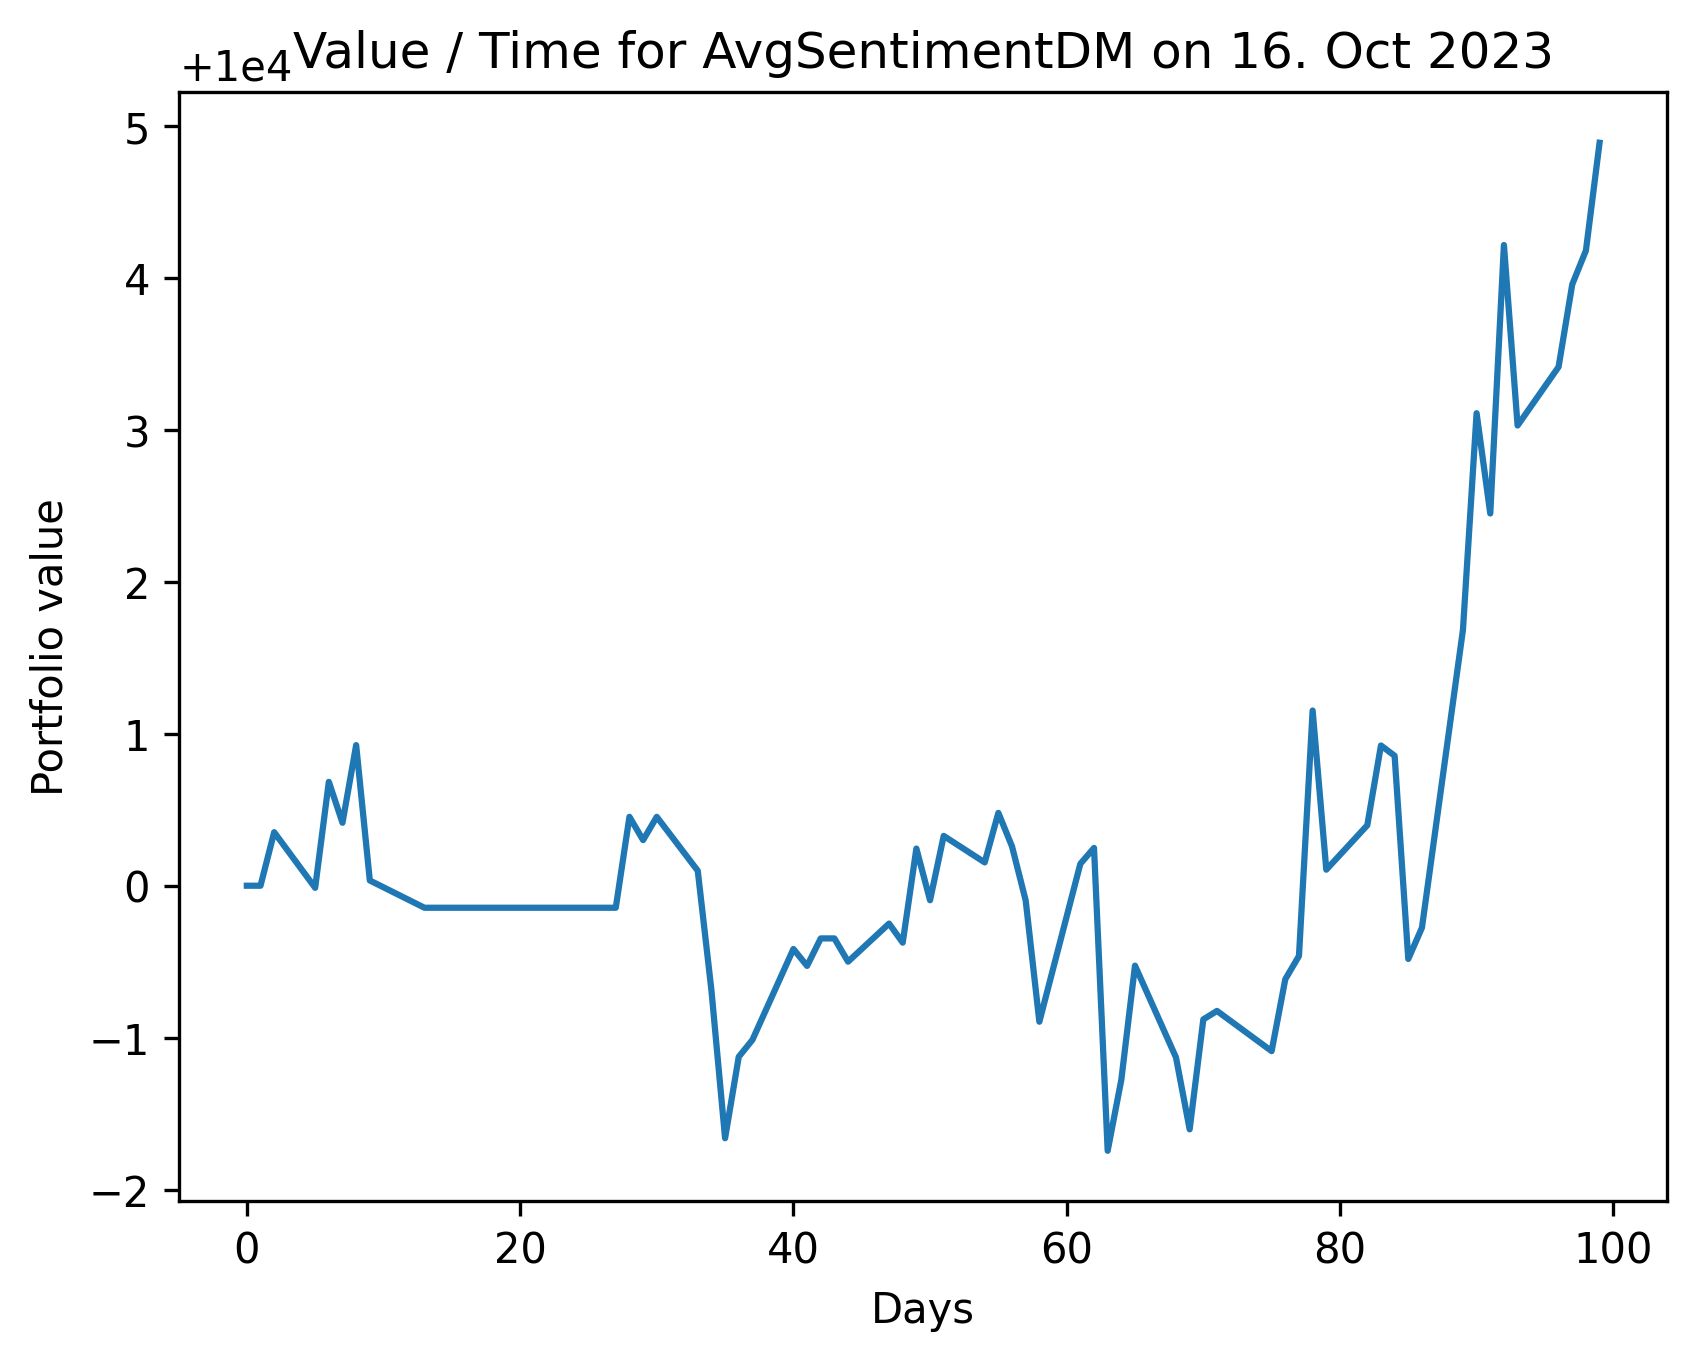 Value / Time for AvgSentimentDM on 16. Oct 2023
+1e4
5
4
3
2
1
0
−1
−2
Portfolio value
0 20 40 60 80 100
Days